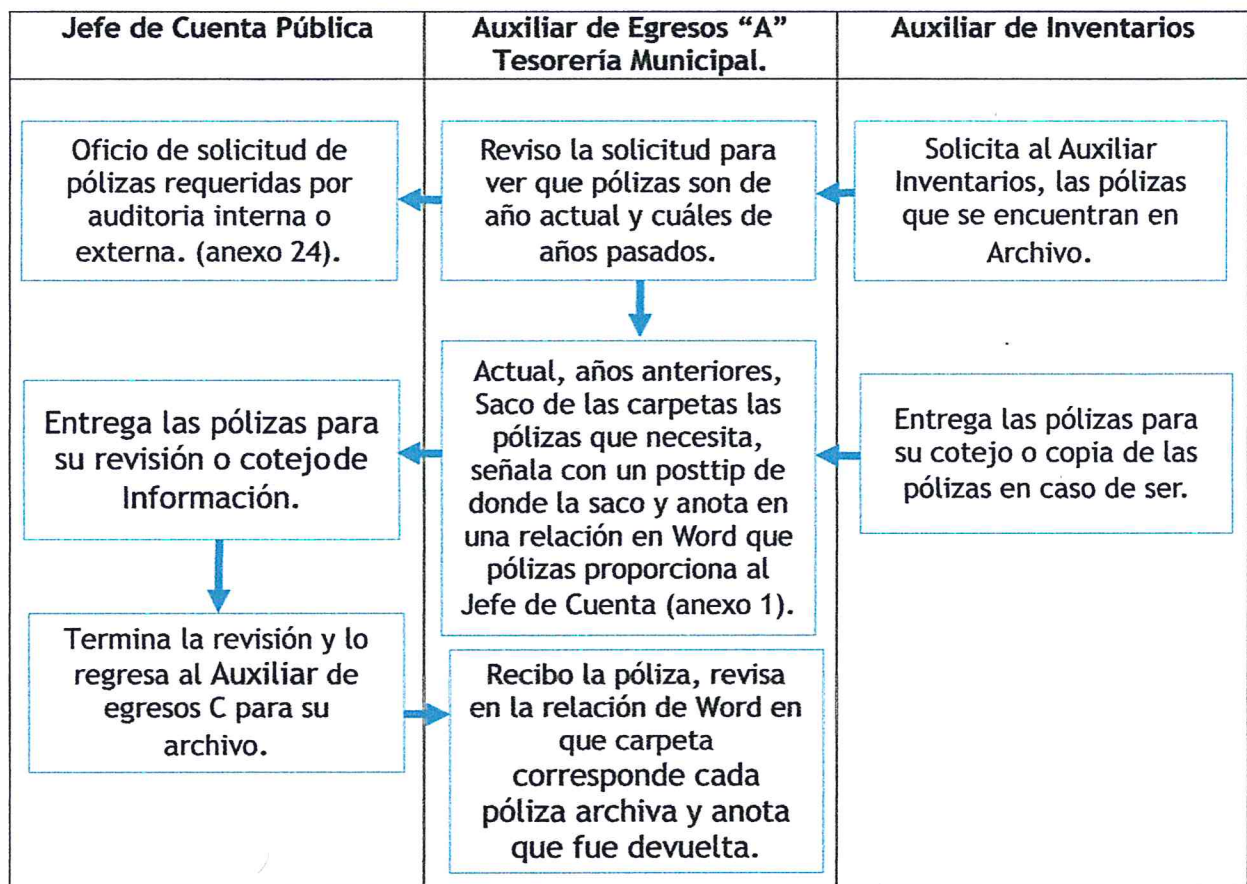 Jefe de Cuenta Pública
Auxiliar de Egresos “A”
Tesorería Municipal.
Auxiliar de Inventarios
Oficio de solicitud de
pólizas requeridas por
auditoria interna o
externa. (anexo 24).
Reviso la solicitud para
ver que pólizas son de
año actual y cuáles de
años pasados.
Solicita al Auxiliar
Inventarios, las pólizas
que se encuentran en
Archivo.
Entrega las pólizas para
su revisión o cotejode
Información.
Actual, años anteriores,
Saco de las carpetas las
pólizas que necesita,
señala con un posttip de
donde la saco y anota en
una relación en Word que
pólizas proporciona al
Jefe de Cuenta (anexo 1).
Entrega las pólizas para
su cotejo o copia de las
pólizas en caso de ser.
Termina la revisión y lo
regresa al Auxiliar de
egresos C para su
archivo.
Recibo la póliza, revisa
en la relación de Word en
que carpeta
corresponde cada
póliza archiva y anota
que fue devuelta.